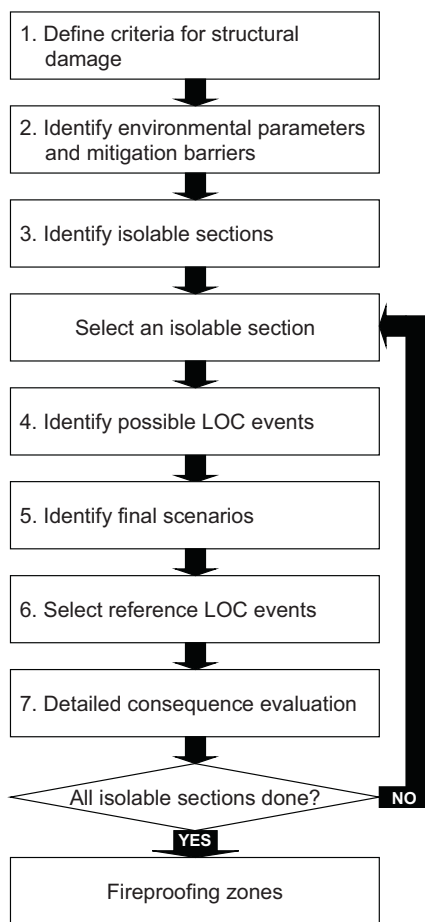 1. Define criteria for structural
damage
2. Identify environmental parameters
and mitigation barriers
3. Identify isolable sections
Select an isolable section
4. Identify possible LOC events
5. Identify final scenarios
6. Select reference LOC events
7. Detailed consequence evaluation
All isolable sections done?
NO
YES
Fireproofing zones